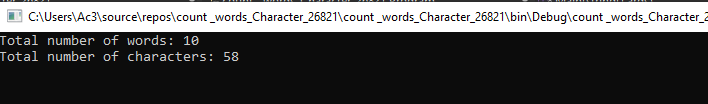 C:\Users\Ac3\source\repos\count _words_Character_26821\count _words_Character_26821\bin\Debug\count _words_Character_2
Total number of words: 10
Total number of characters: 58